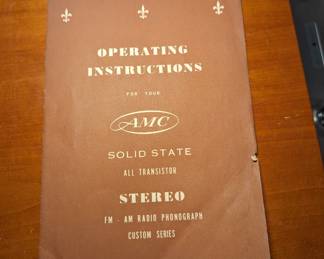 OPERATING
INSTRUCTIONS
FOR YOUR
AMC
SOLID STATE
ALL TRANSISTOR
STEREO
FM - AM RADIO PHONOGRAPH
CUSTOM SERIES